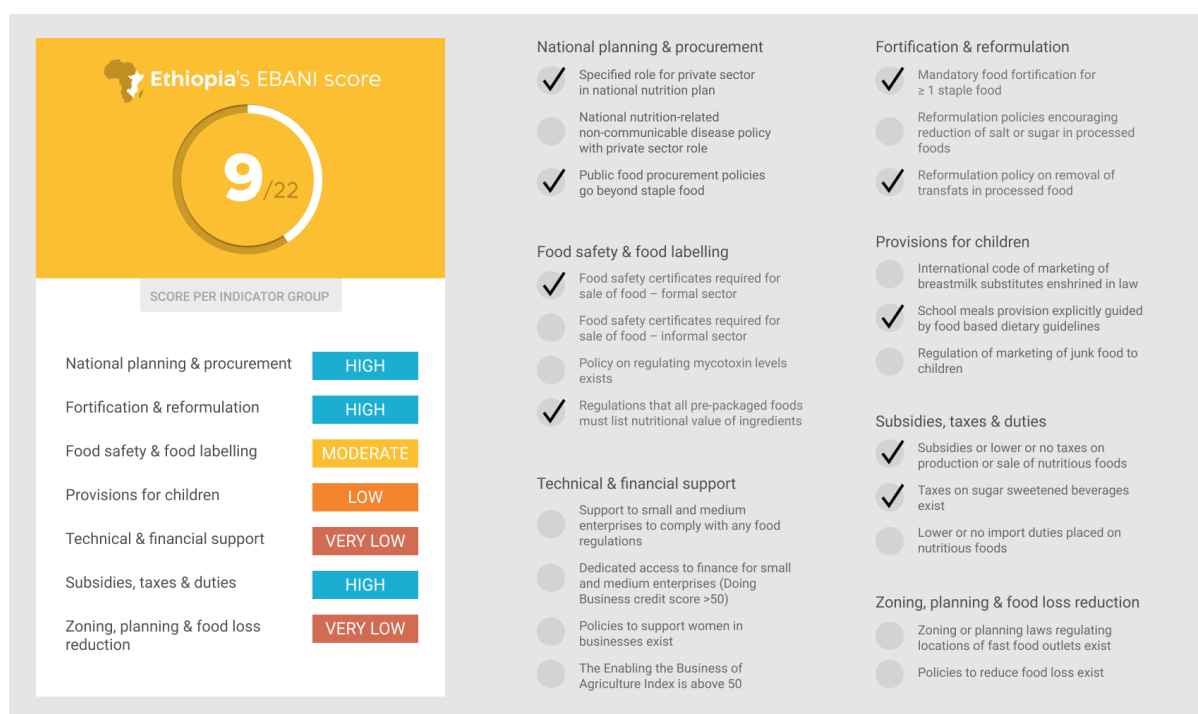 Ethiopia's EBANI score
9/22
SCORE PER INDICATOR GROUP
National planning & procurement HIGH
Fortification & reformulation HIGH
Food safety & food labelling MODERATE
Provisions for children LOW
Technical & financial support VERY LOW
Subsidies, taxes & duties HIGH
Zoning, planning & food loss
reduction
VERY LOW
National planning & procurement
Specified role for private sector
in national nutrition plan
National nutrition-related
non-communicable disease policy
with private sector role
Public food procurement policies
go beyond staple food
Food safety & food labelling
Food safety certificates required for
sale of food – formal sector
Food safety certificates required for
sale of food – informal sector
Policy on regulating mycotoxin levels
exists
Regulations that all pre-packaged foods
must list nutritional value of ingredients
Technical & financial support
Support to small and medium
enterprises to comply with any food
regulations
Dedicated access to finance for small
and medium enterprises (Doing
Business credit score >50)
Policies to support women in
businesses exist
The Enabling the Business of
Agriculture Index is above 50
Fortification & reformulation
Mandatory food fortification for
≥ 1 staple food
Reformulation policies encouraging
reduction of salt or sugar in processed
foods
Reformulation policy on removal of
transfats in processed food
Provisions for children
International code of marketing of
breastmilk substitutes enshrined in law
School meals provision explicitly guided
by food based dietary guidelines
Regulation of marketing of junk food to
children
Subsidies, taxes & duties
Subsidies or lower or no taxes on
production or sale of nutritious foods
Taxes on sugar sweetened beverages
exist
Lower or no import duties placed on
nutritious foods
Zoning, planning & food loss reduction
Zoning or planning laws regulating
locations of fast food outlets exist
Policies to reduce food loss exist